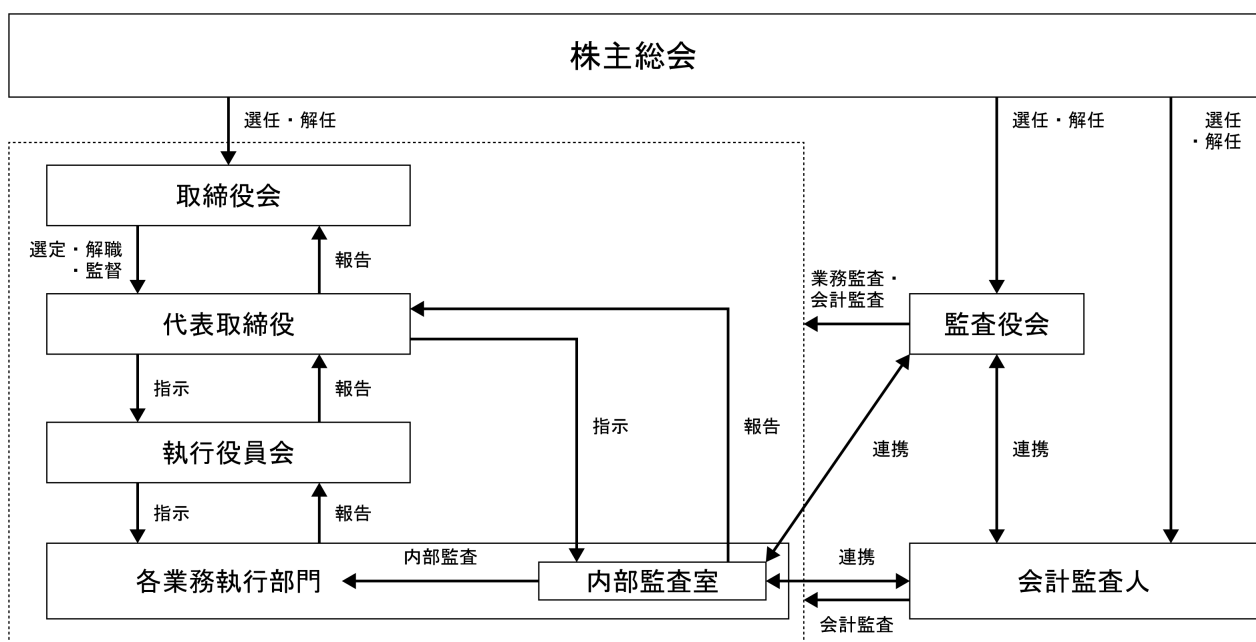 株主総会
選任・解任
選任・解任
選任
・解任
取締役会
選定・解職
・監督
報告
業務監査・
会計監査
代表取締役
監査役会
指示
報告
指示
報告
連携
連携
執行役員会
指示
報告
内部監査
連携
各業務執行部門
内部監査室
会計監査人
会計監査